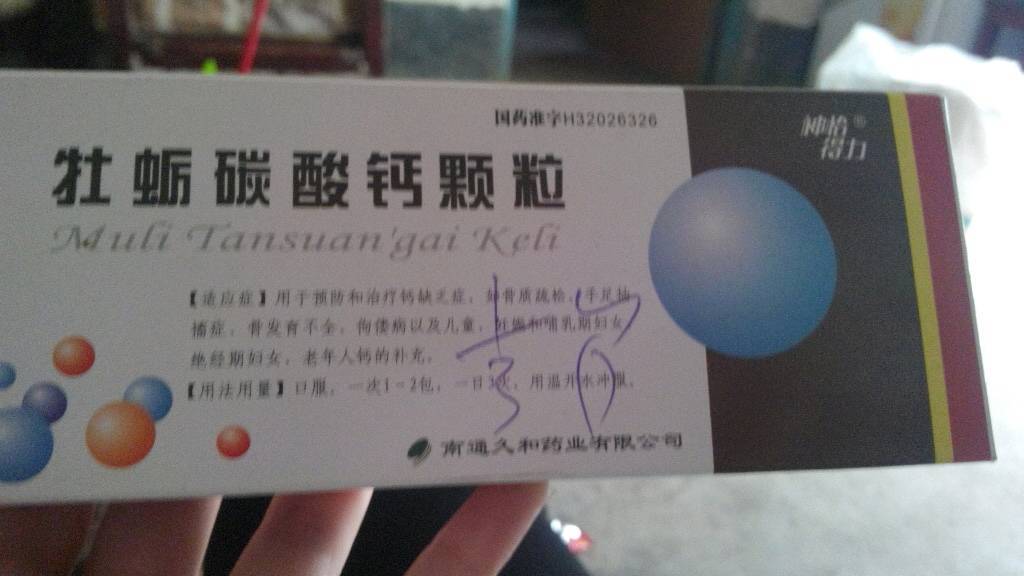 国药准字H32026326
神恰®
得力
牡蛎碳酸钙颗粒
Muli Tansuan'gai Keli
【适应症】用于预防和治疗钙缺乏症，如骨质疏松，手足抽
搐症，骨发育不全，佝偻病以及儿童，妊娠和哺乳期妇女，
绝经期妇女，老年人钙的补充。
【用法用量】口服，一次1-2包，一日3次，用温开水冲服。
南通久和药业有限公司